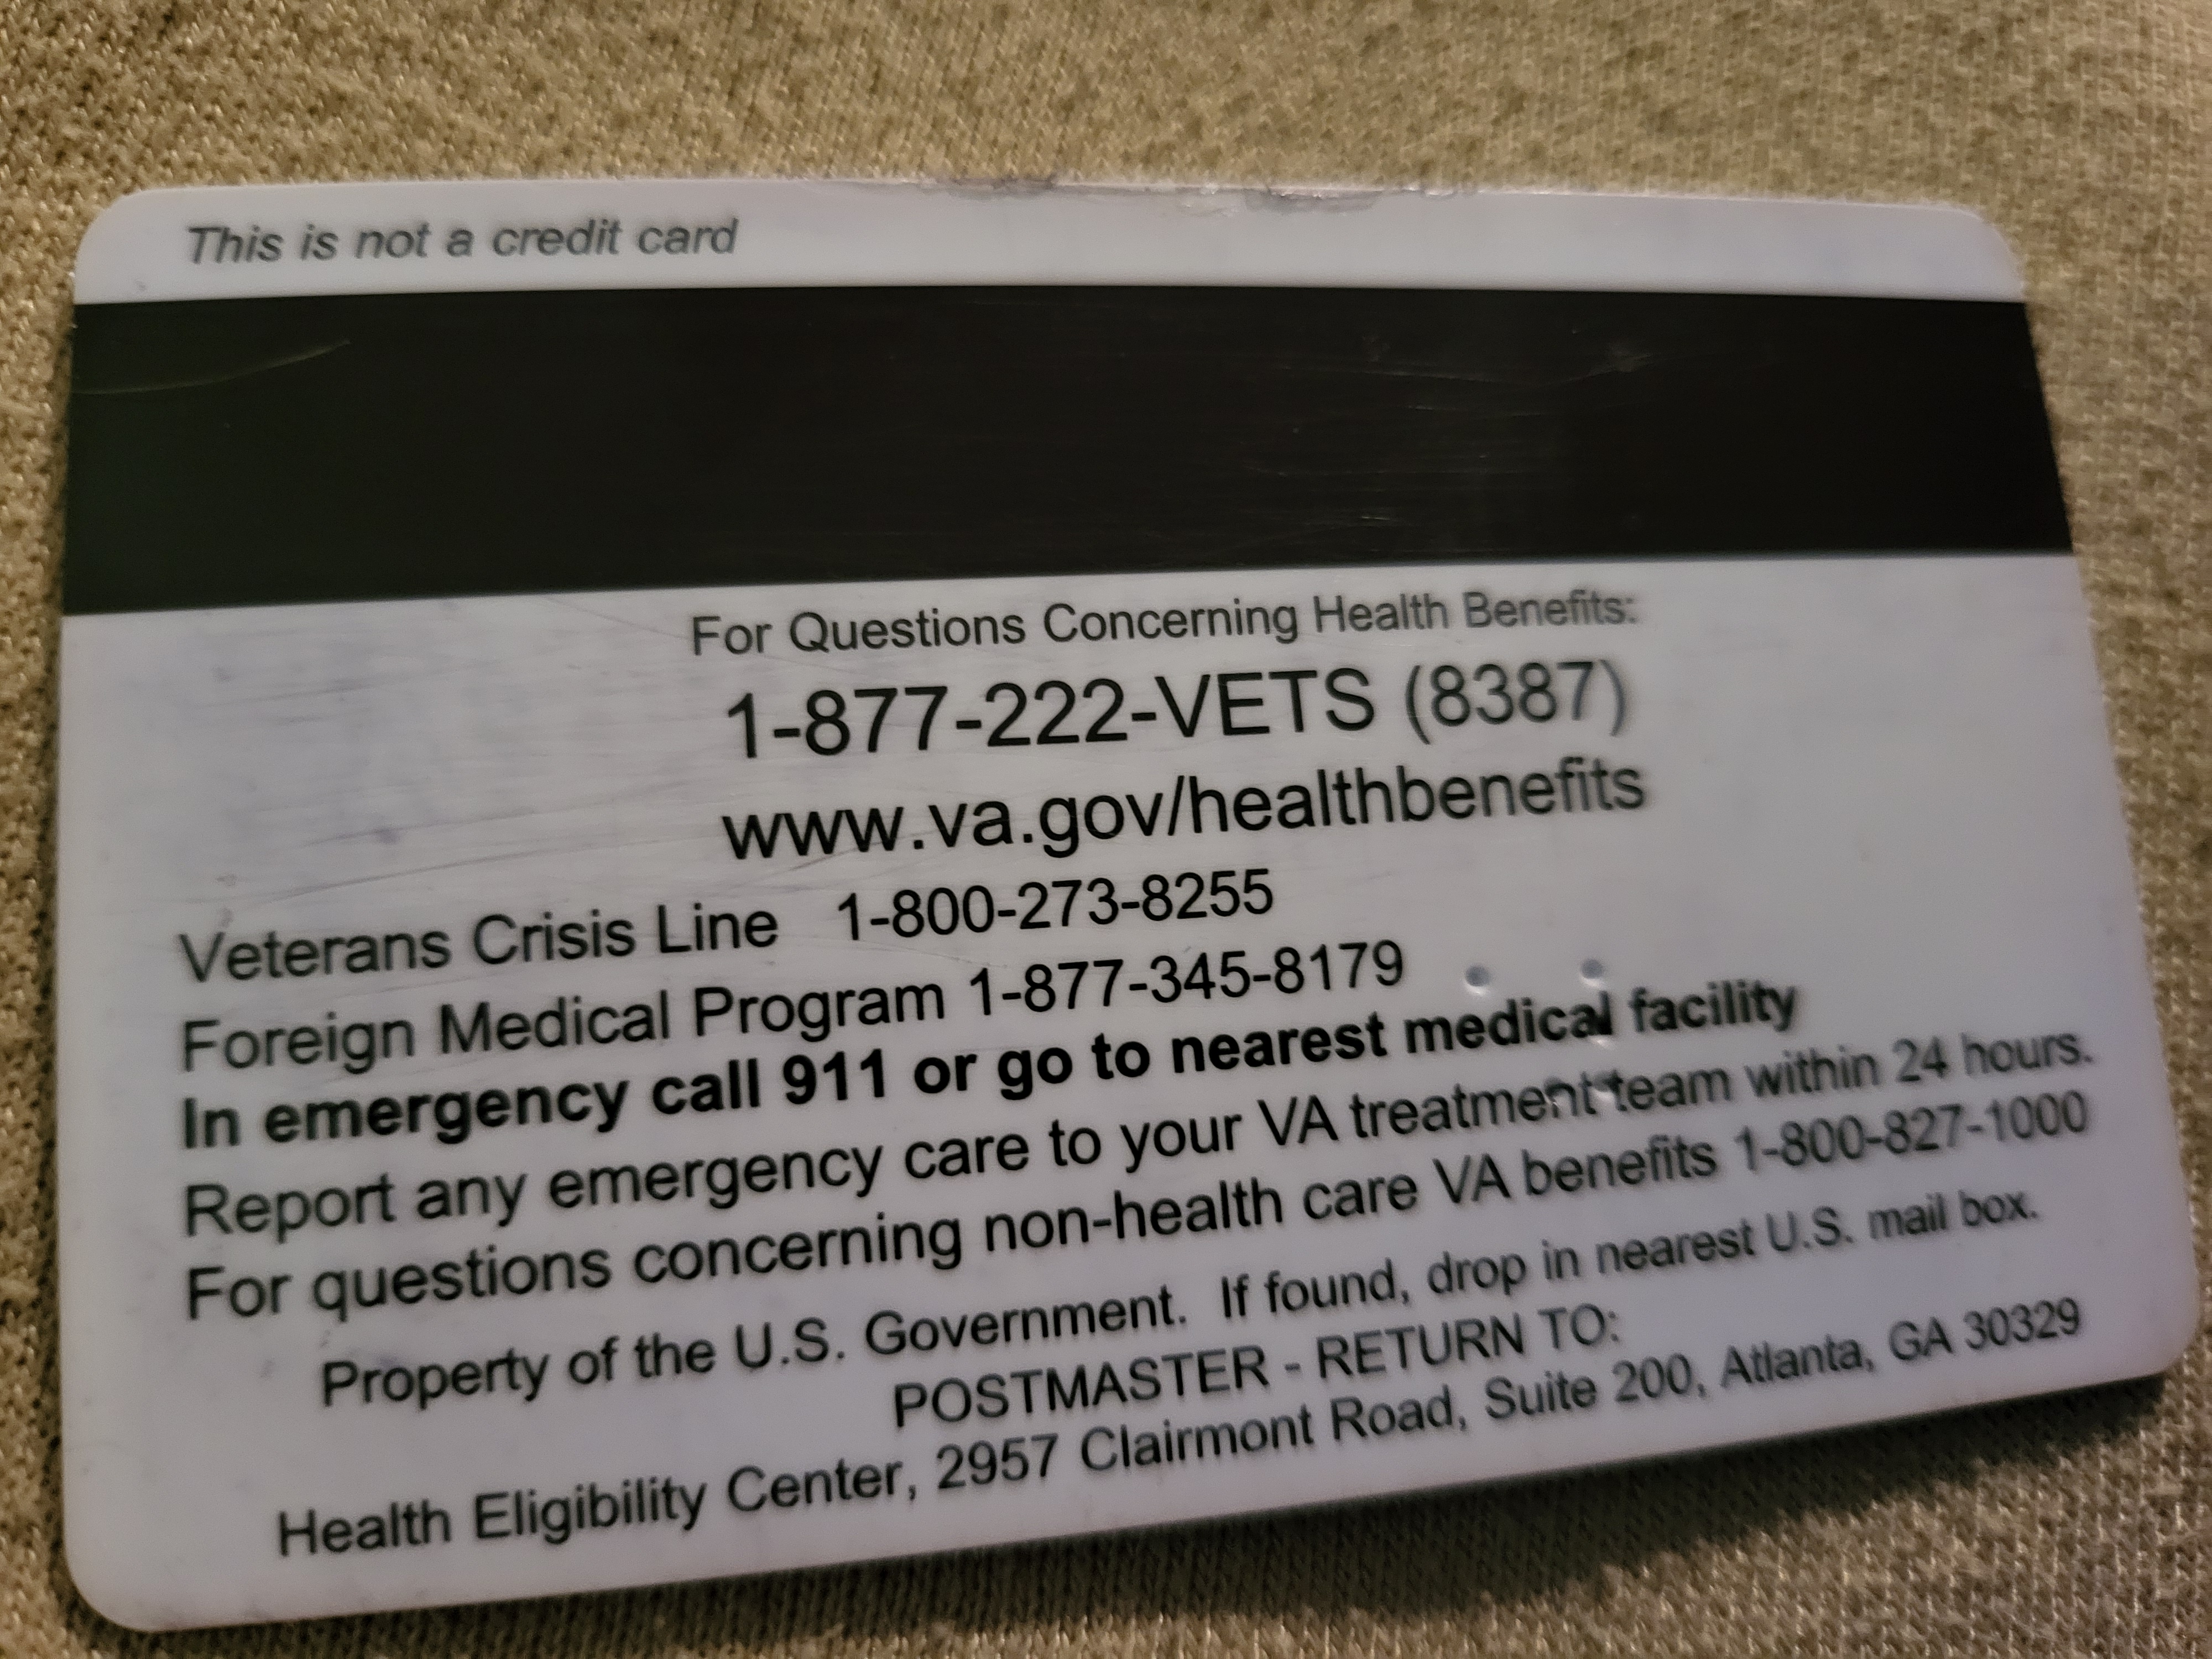 This is not a credit card
For Questions Concerning Health Benefits:
1-877-222-VETS (8387)
www.va.gov/healthbenefits
Veterans Crisis Line 1-800-273-8255
Foreign Medical Program 1-877-345-8179
In emergency call 911 or go to nearest medical facility
Report any emergency care to your VA treatment team within 24 hours.
For questions concerning non-health care VA benefits 1-800-827-1000
Property of the U.S. Government. If found, drop in nearest U.S. mail box.
POSTMASTER - RETURN TO:
Health Eligibility Center, 2957 Clairmont Road, Suite 200, Atlanta, GA 30329